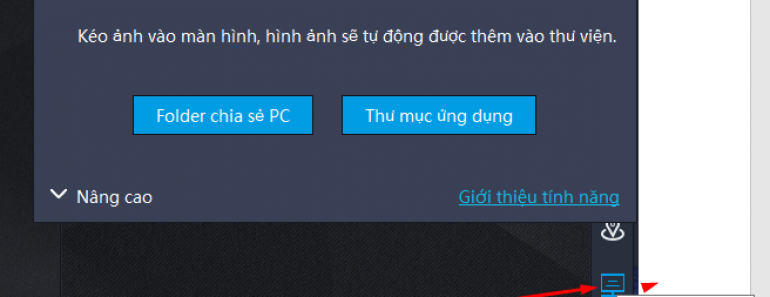 Kéo ảnh vào màn hình, hình ảnh sẽ tự động được thêm vào thư viện.
Folder chia sẻ PC
Thư mục ứng dụng
Nâng cao
Giới thiệu tính năng